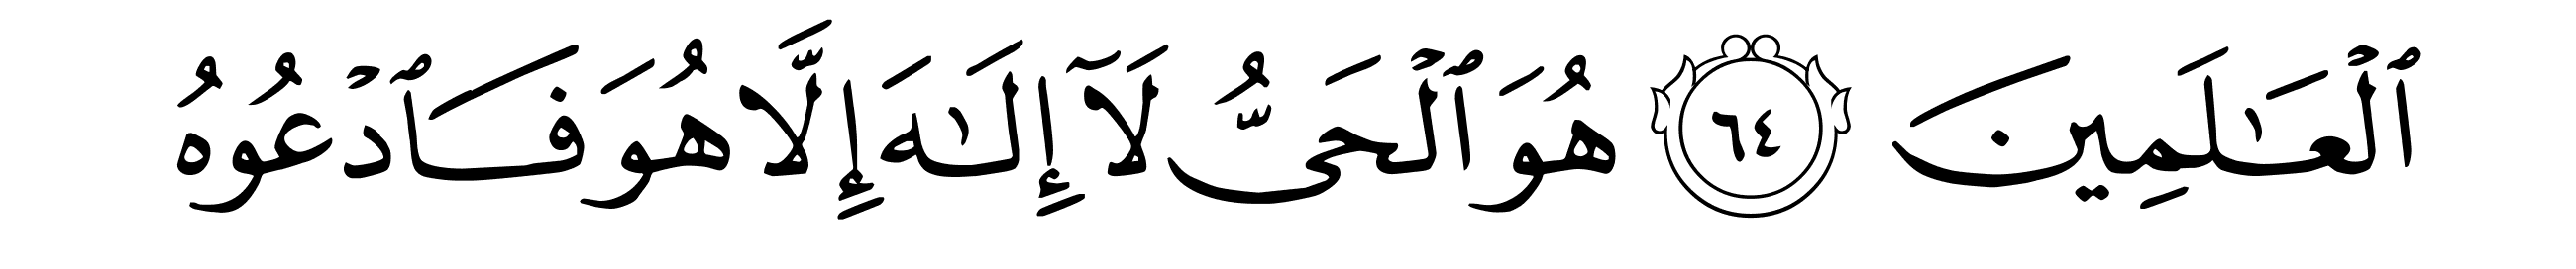 ٱلۡعَـٰلَمِينَ ٦٤ هُوَ ٱلۡحَىُّ لَآ إِلَـٰهَ إِلَّا هُوَ فَـٱدۡعُوهُ